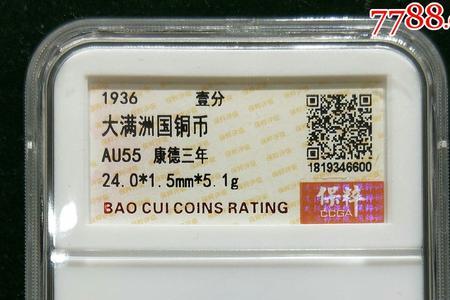 7788.c
1936 壹分
大满洲国铜币
AU55 康德三年
24.0*1.5mm*5.1g
BAO CUI COINS RATING
1819346600
保粹
CCGA